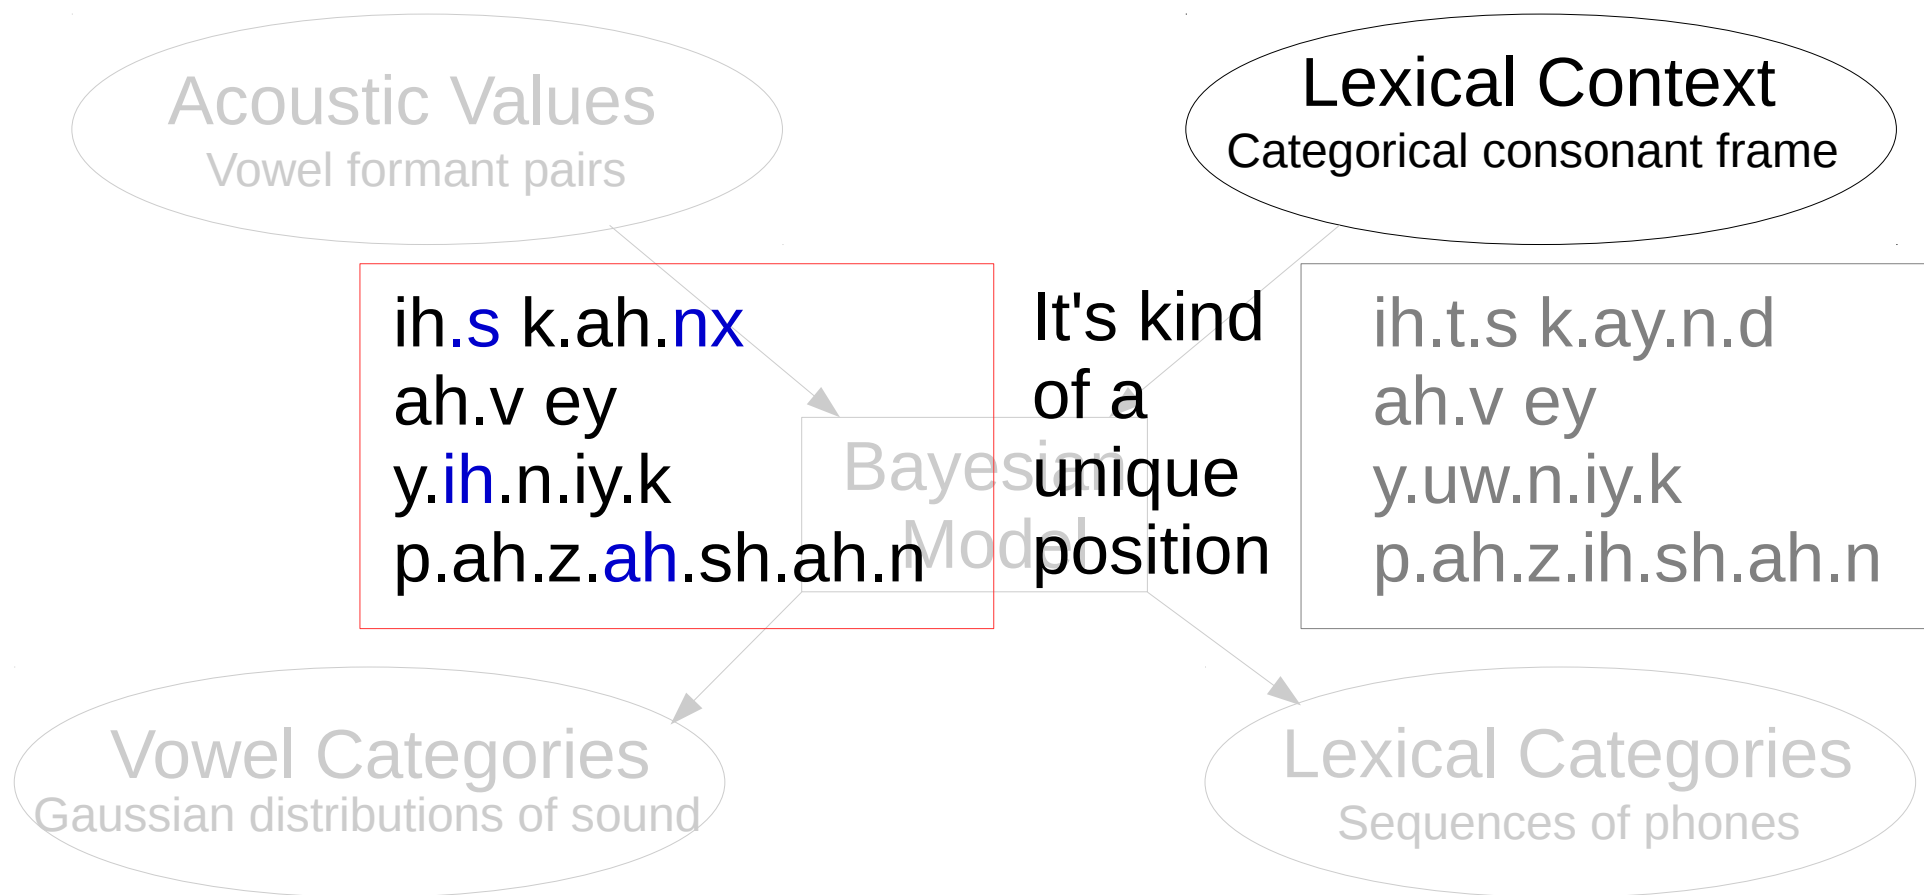 Acoustic Values
Vowel formant pairs
Lexical Context
Categorical consonant frame
ih.s k.ah.nx
ah.v ey
y.ih.n.iy.k
p.ah.z.ah.sh.ah.n
It's kind
of a
unique
position
ih.t.s k.ay.n.d
ah.v ey
y.uw.n.iy.k
p.ah.z.ih.sh.ah.n
Bayesian
Model
Vowel Categories
Gaussian distributions of sound
Lexical Categories
Sequences of phones